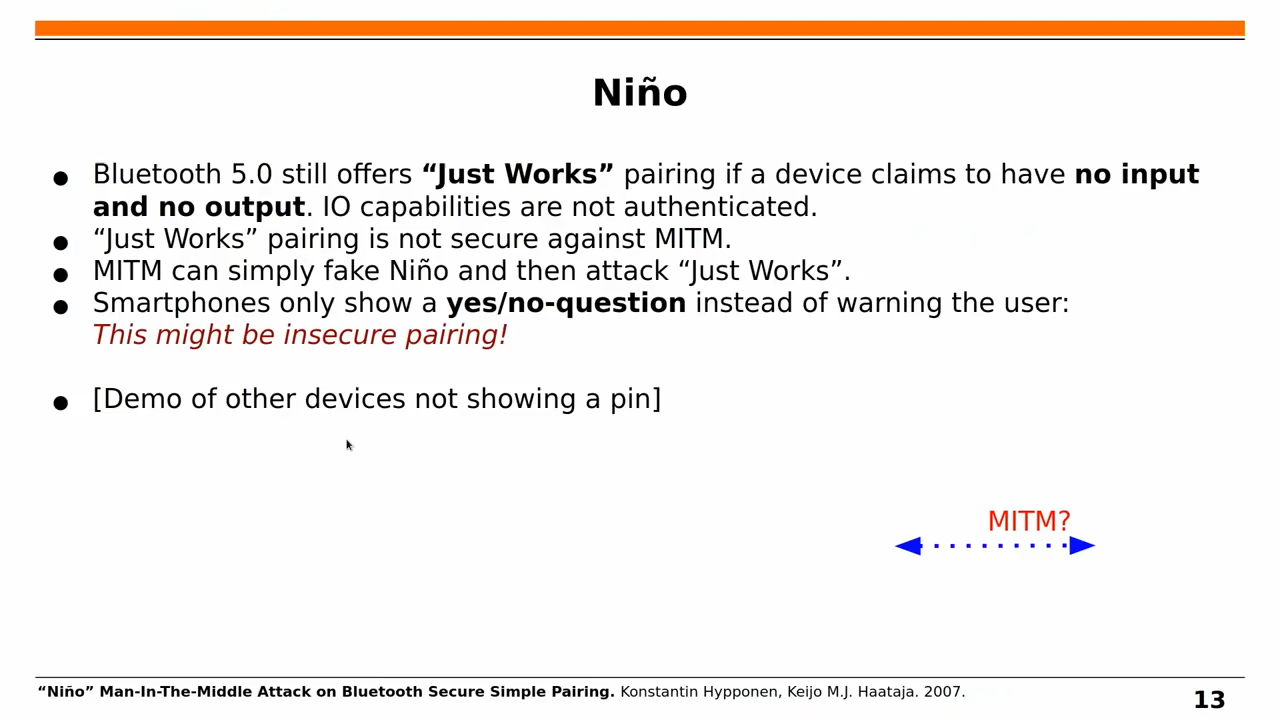 Niño
● Bluetooth 5.0 still offers “Just Works” pairing if a device claims to have no input
and no output. IO capabilities are not authenticated.
● “Just Works” pairing is not secure against MITM.
● MITM can simply fake Niño and then attack “Just Works”.
● Smartphones only show a yes/no-question instead of warning the user:
This might be insecure pairing!
● [Demo of other devices not showing a pin]
MITM?
“Niño” Man-In-The-Middle Attack on Bluetooth Secure Simple Pairing. Konstantin Hypponen, Keijo M.J. Haataja. 2007.
13